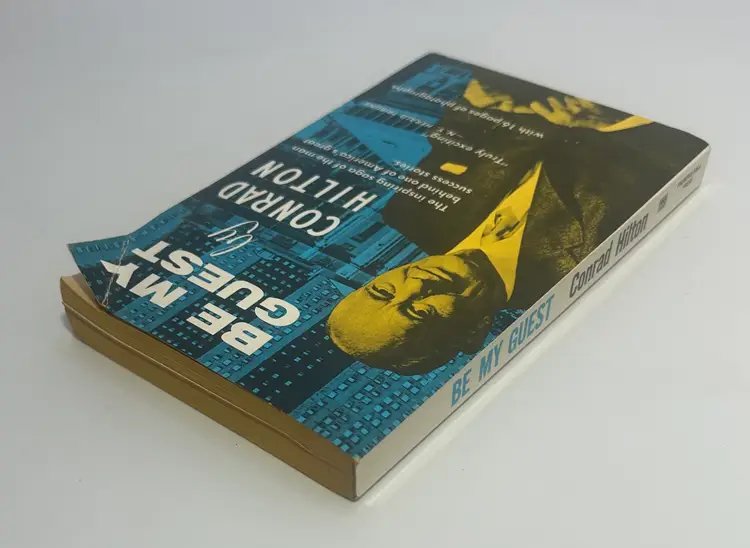 BE MY
GUEST
by
CONRAD
HILTON
The inspiring saga of the man
behind one of America's great
success stories.
"Truly exciting"
with 16 pages of photographs
BE MY GUEST Conrad Hilton